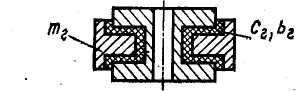 m₂
c₂, b₂